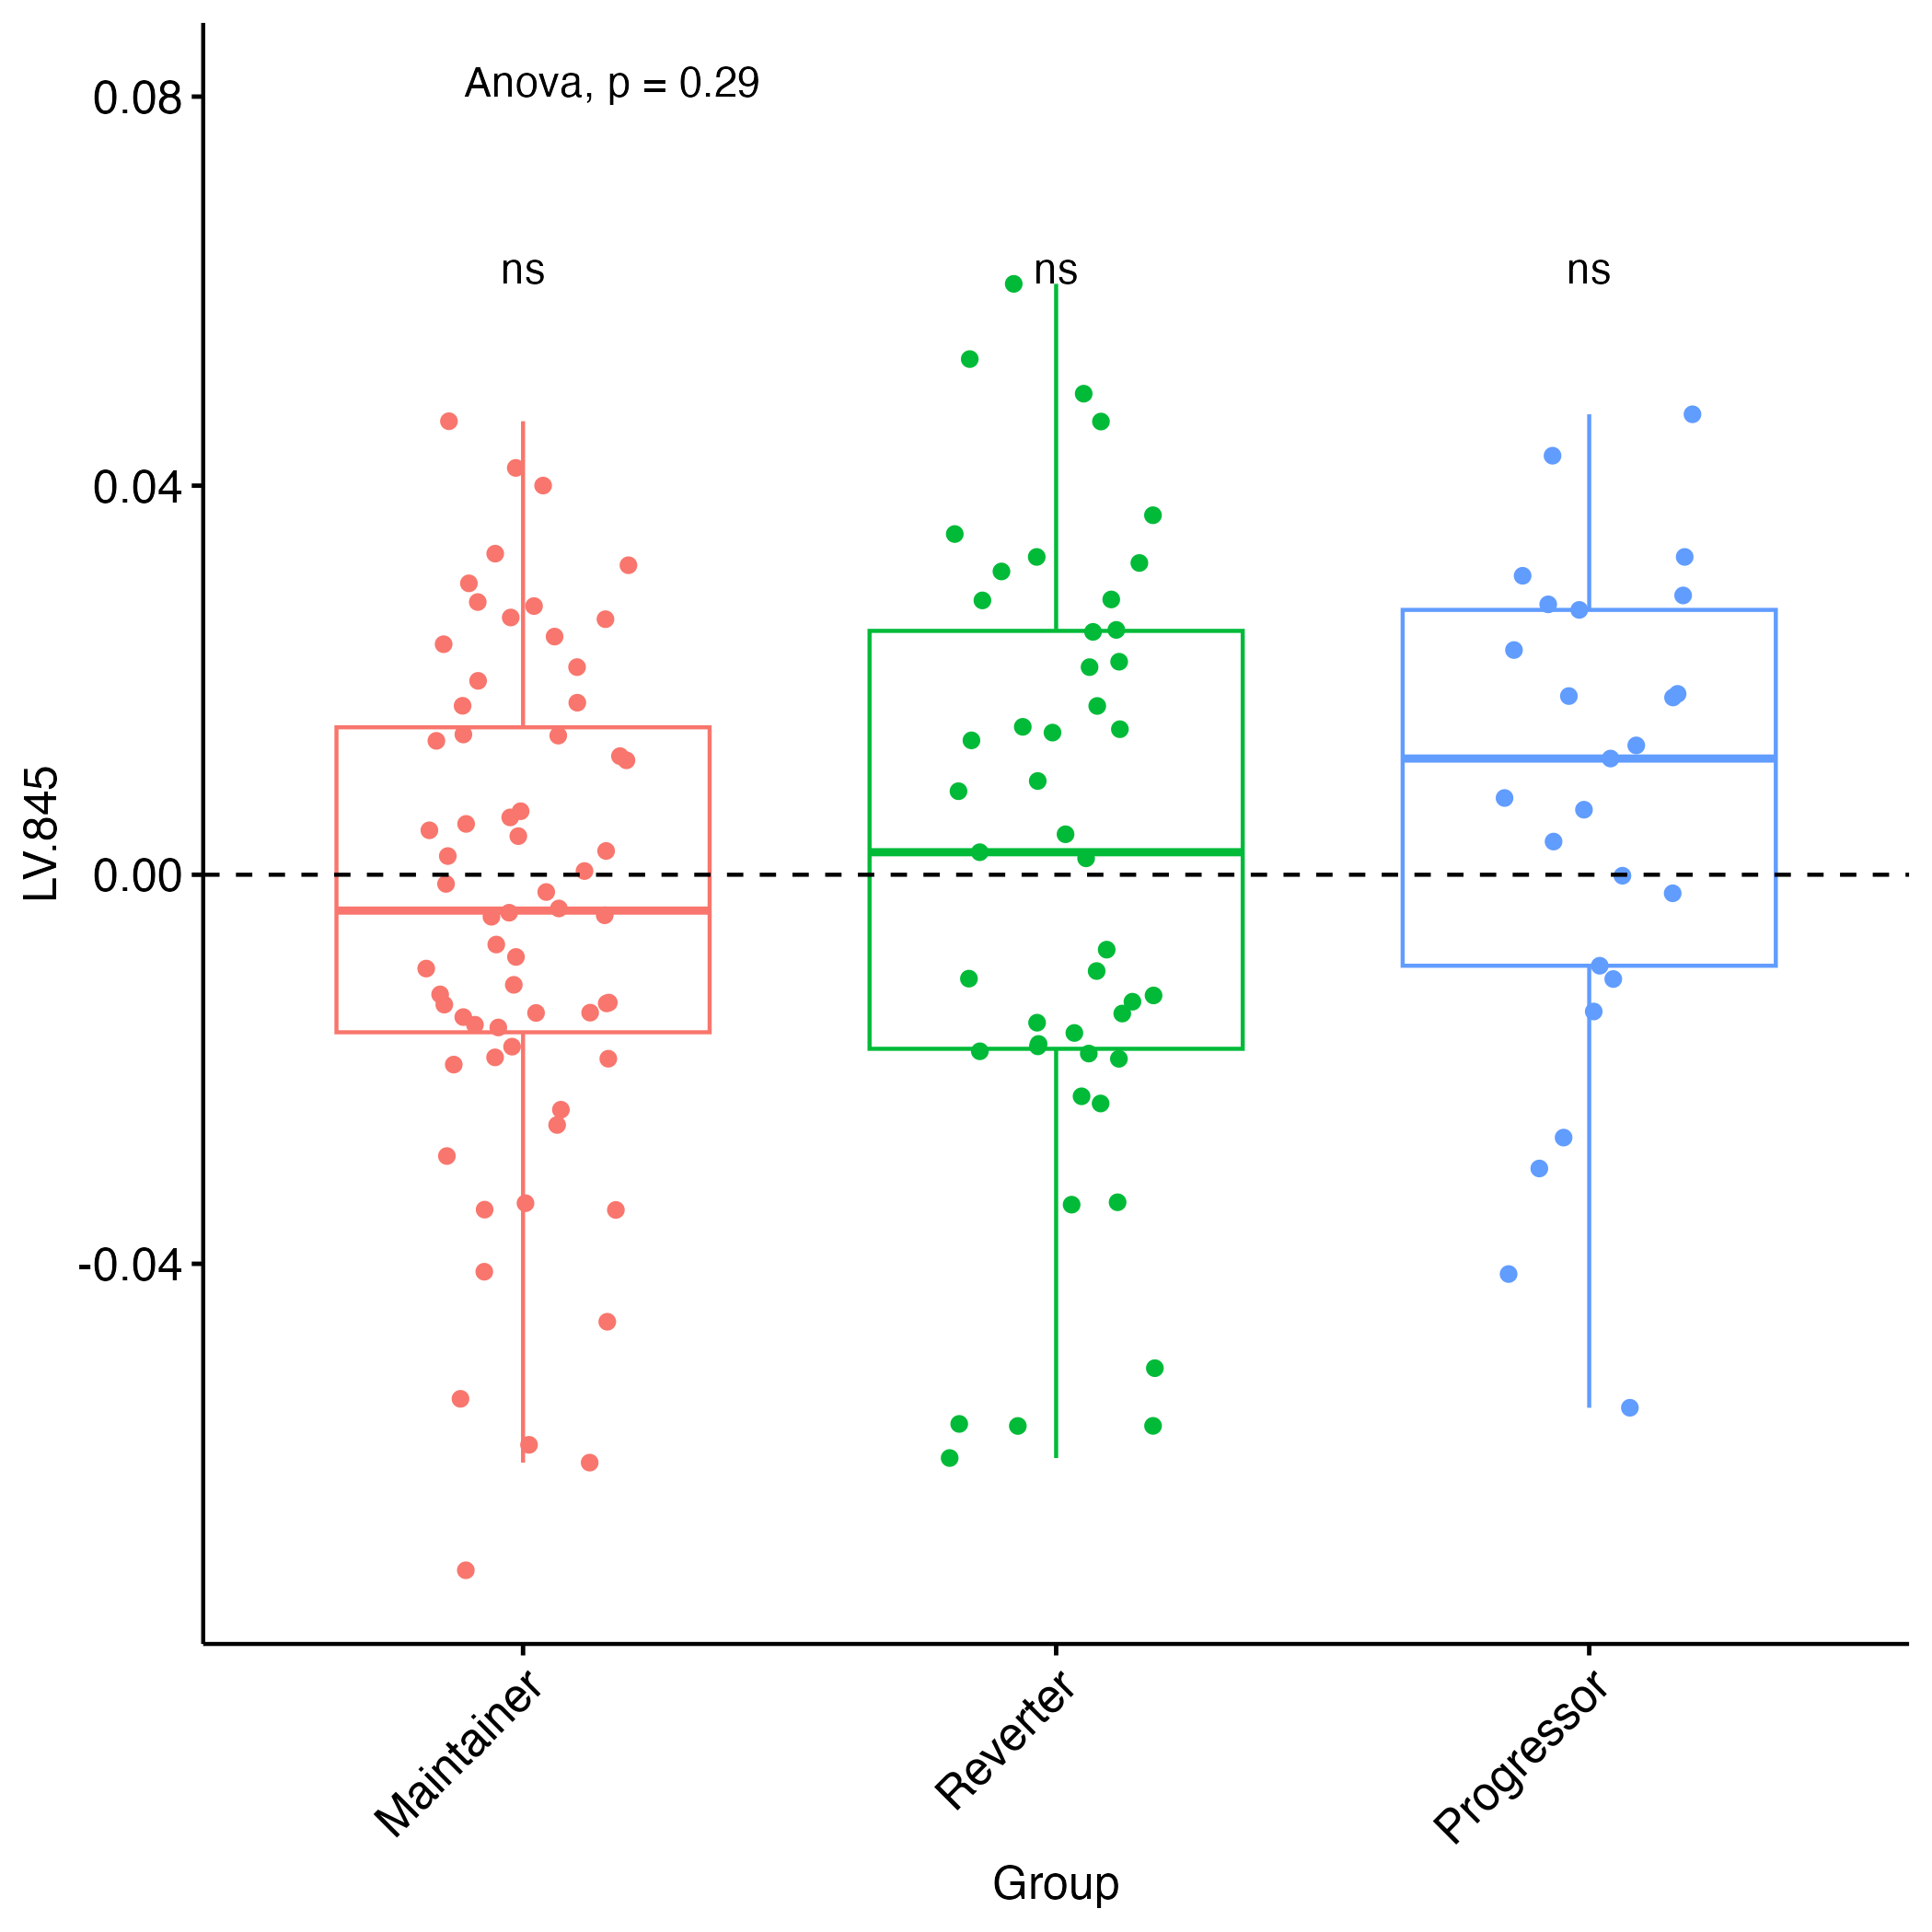 Anova, p = 0.29
ns ns ns
0.08
0.04
0.00
-0.04
LV.845
Maintainer
Reverter
Progressor
Group